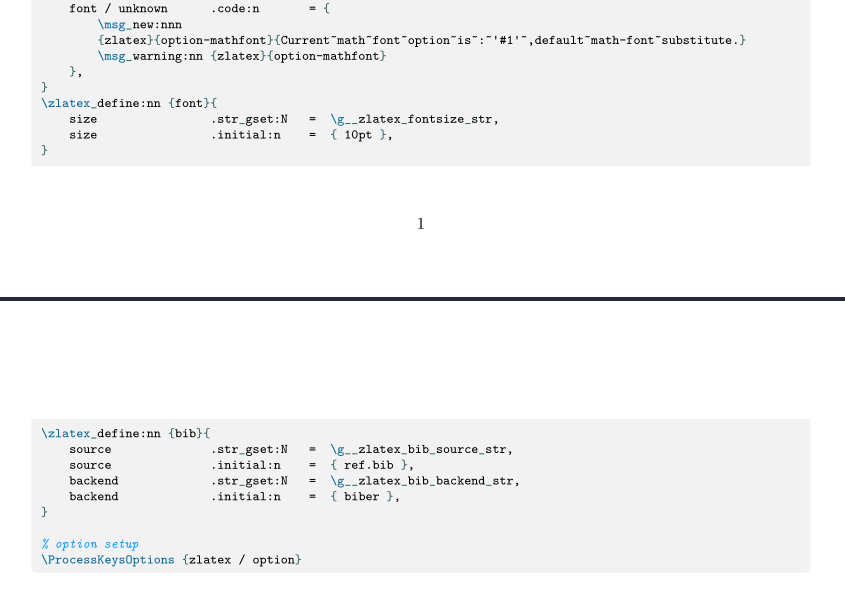 font / unknown      .code:n       = {
    \msg_new:nnn
    {zlatex}{option-mathfont}{Current~math~font~option~is~:~'#1'~,default~math-font~substitute.}
    \msg_warning:nn {zlatex}{option-mathfont}
},
}
\zlatex_define:nn {font}{
    size                .str_gset:N   =  \g__zlatex_fontsize_str,
    size                .initial:n    =  { 10pt },
}
1
\zlatex_define:nn {bib}{
    source              .str_gset:N   =  \g__zlatex_bib_source_str,
    source              .initial:n    =  { ref.bib },
    backend             .str_gset:N   =  \g__zlatex_bib_backend_str,
    backend             .initial:n    =  { biber },
}
% option setup
\ProcessKeysOptions {zlatex / option}